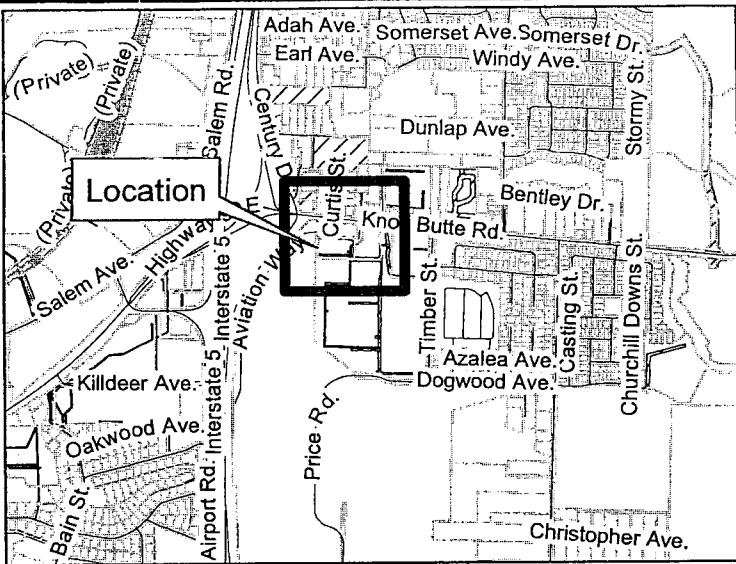 Adah Ave.
Somerset Ave.
Somerset Dr.
Earl Ave.
Windy Ave.
(Private)
(Private)
Salem Rd.
Century D
Dunlap Ave.
Stormy St.
Location
Curtis St.
Bentley Dr.
(Private)
Kno
Butte Rd.
Highway
E
Salem Ave.
Interstate 5
Aviation W
Timber St.
Casting St.
Churchill Downs St.
Azalea Ave.
Killdeer Ave.
Dogwood Ave.
Interstate 5
Price Rd.
Oakwood Ave.
Airport Rd.
Bain St.
Christopher Ave.